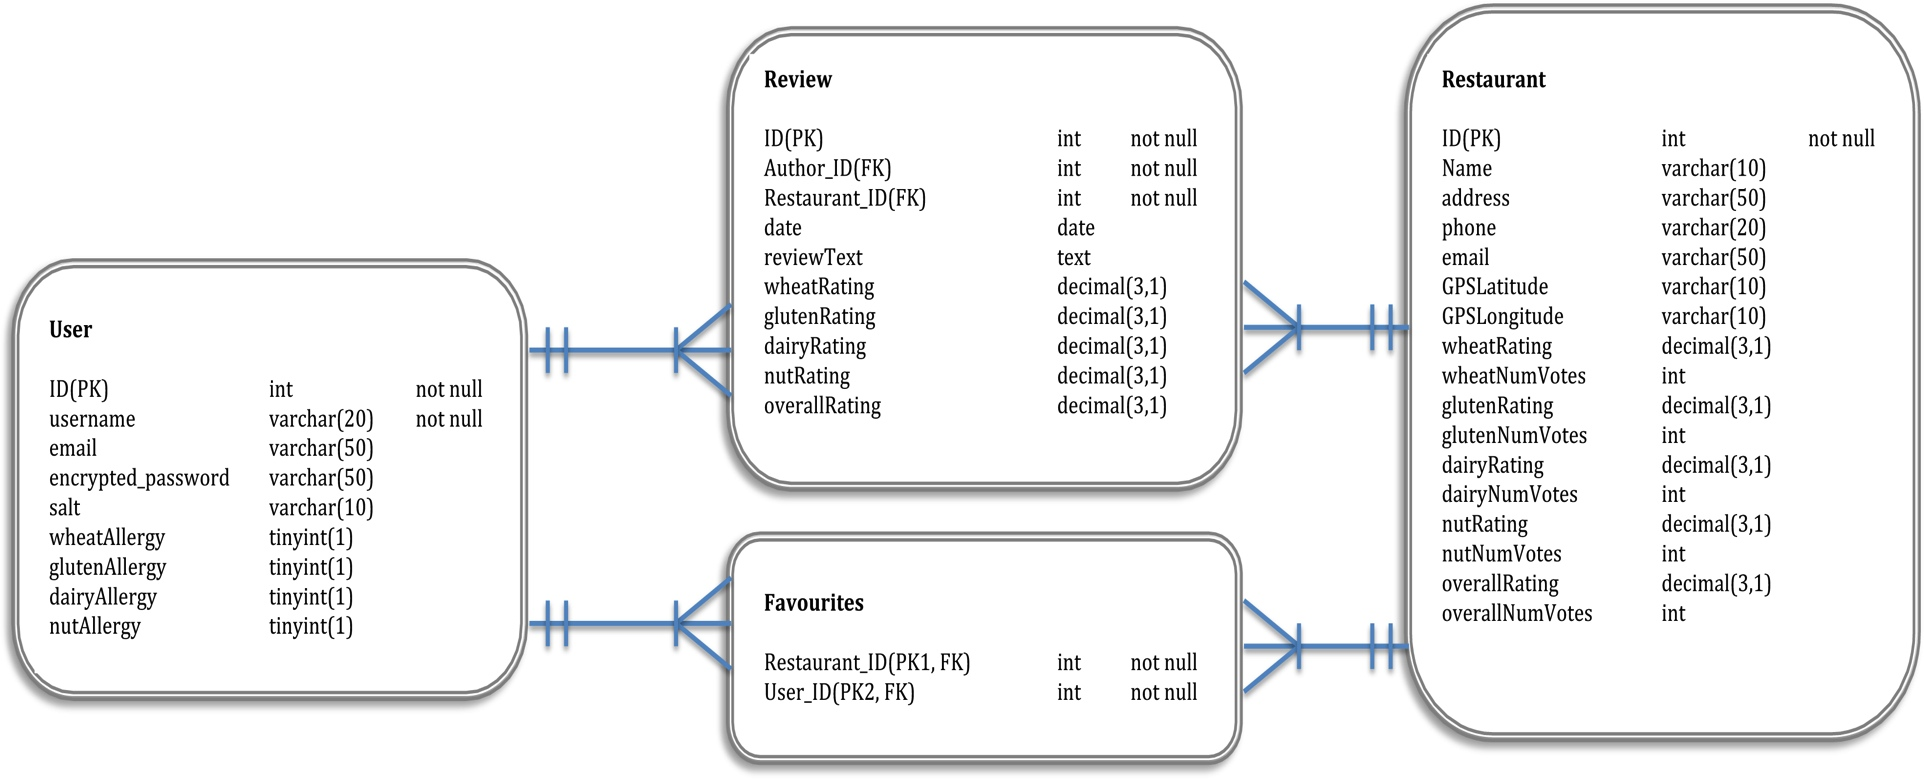 User
ID(PK) int not null
username varchar(20) not null
email varchar(50)
encrypted_password varchar(50)
salt varchar(10)
wheatAllergy tinyint(1)
glutenAllergy tinyint(1)
dairyAllergy tinyint(1)
nutAllergy tinyint(1)
Review
ID(PK) int not null
Author_ID(FK) int not null
Restaurant_ID(FK) int not null
date date
reviewText text
wheatRating decimal(3,1)
glutenRating decimal(3,1)
dairyRating decimal(3,1)
nutRating decimal(3,1)
overallRating decimal(3,1)
Favourites
Restaurant_ID(PK1, FK) int not null
User_ID(PK2, FK) int not null
Restaurant
ID(PK) int not null
Name varchar(10)
address varchar(50)
phone varchar(20)
email varchar(50)
GPSLatitude varchar(10)
GPSLongitude varchar(10)
wheatRating decimal(3,1)
wheatNumVotes int
glutenRating decimal(3,1)
glutenNumVotes int
dairyRating decimal(3,1)
dairyNumVotes int
nutRating decimal(3,1)
nutNumVotes int
overallRating decimal(3,1)
overallNumVotes int